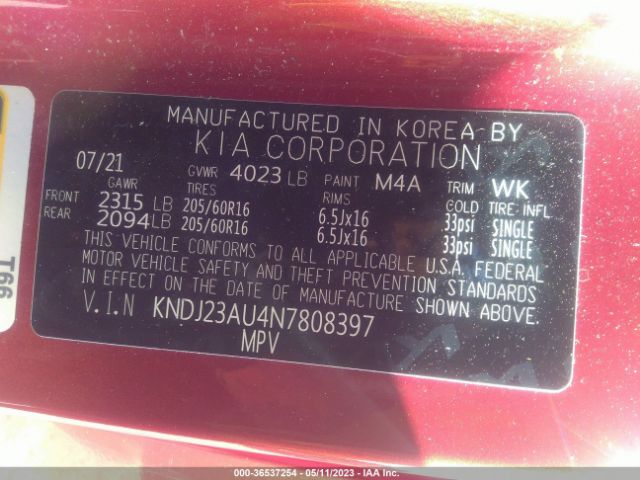 MANUFACTURED IN KOREA BY
KIA CORPORATION
07/21 GVWR 4023 LB PAINT M4A TRIM WK
GAWR TIRES RIMS COLD TIRE INFL
FRONT 2315 LB 205/60R16 6.5Jx16 33psi SINGLE
REAR 2094 LB 205/60R16 6.5Jx16 33psi SINGLE
THIS VEHICLE CONFORMS TO ALL APPLICABLE U.S.A. FEDERAL
MOTOR VEHICLE SAFETY AND THEFT PREVENTION STANDARDS
IN EFFECT ON THE DATE OF MANUFACTURE SHOWN ABOVE.
V.I.N KNDJ23AU4N7808397
MPV
66T
000-36537254 - 05/11/2023 - IAA Inc.